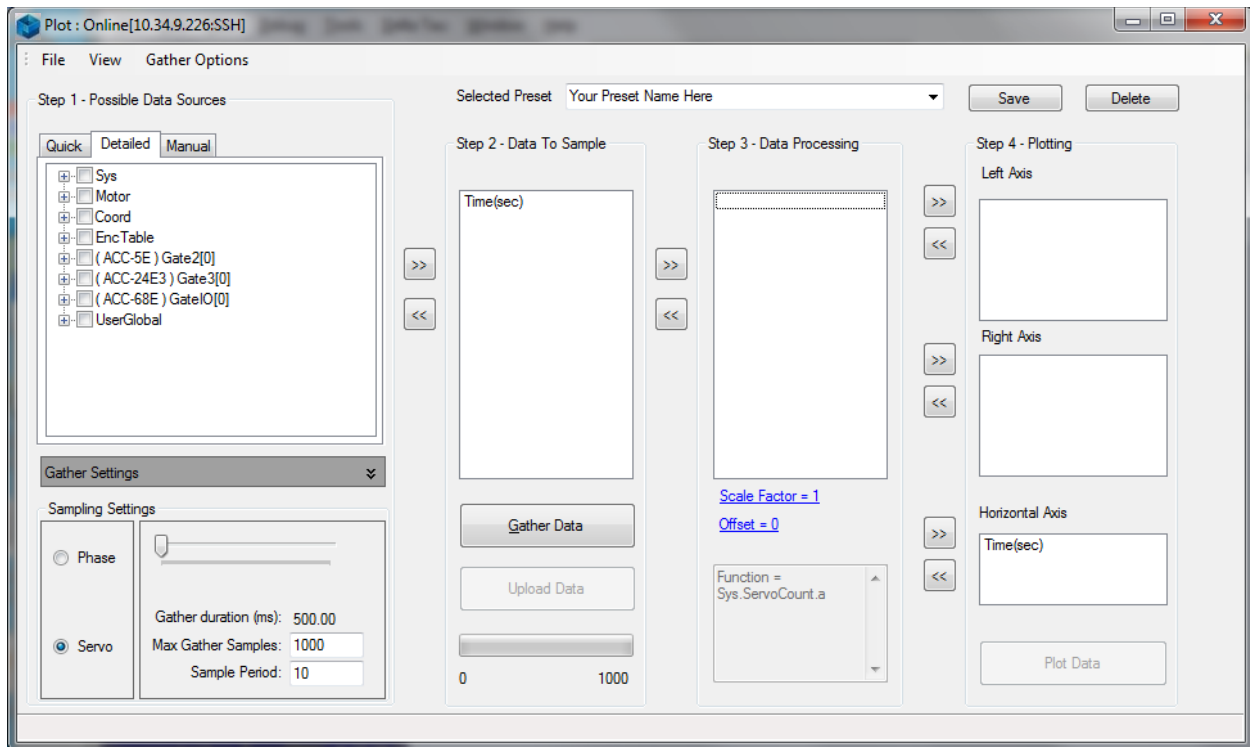 Plot : Online[10.34.9.226:SSH]
File View Gather Options
Step 1 - Possible Data Sources
Selected Preset Your Preset Name Here
Save
Delete
Quick Detailed Manual
Sys
Motor
Coord
EncTable
( ACC-5E ) Gate2[0]
( ACC-24E3 ) Gate3[0]
( ACC-68E ) GateIO[0]
UserGlobal
Gather Settings
Sampling Settings
Phase
Servo
Gather duration (ms): 500.00
Max Gather Samples: 1000
Sample Period: 10
>>
<<
Step 2 - Data To Sample
Time(sec)
Gather Data
Upload Data
0 1000
>>
<<
Step 3 - Data Processing
Scale Factor = 1
Offset = 0
Function =
Sys.ServoCount.a
Step 4 - Plotting
Left Axis
>>
<<
Right Axis
>>
<<
Horizontal Axis
>>
<<
Time(sec)
Plot Data